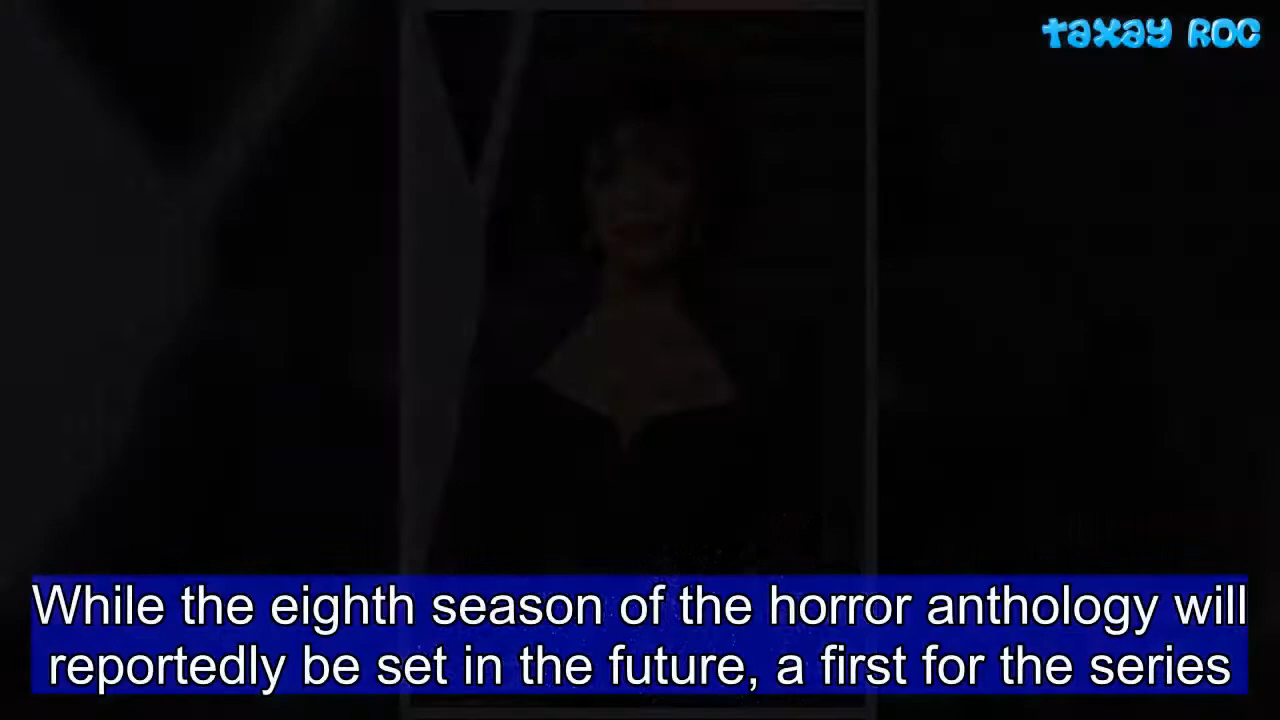 TAXAY ROC
While the eighth season of the horror anthology will
reportedly be set in the future, a first for the series